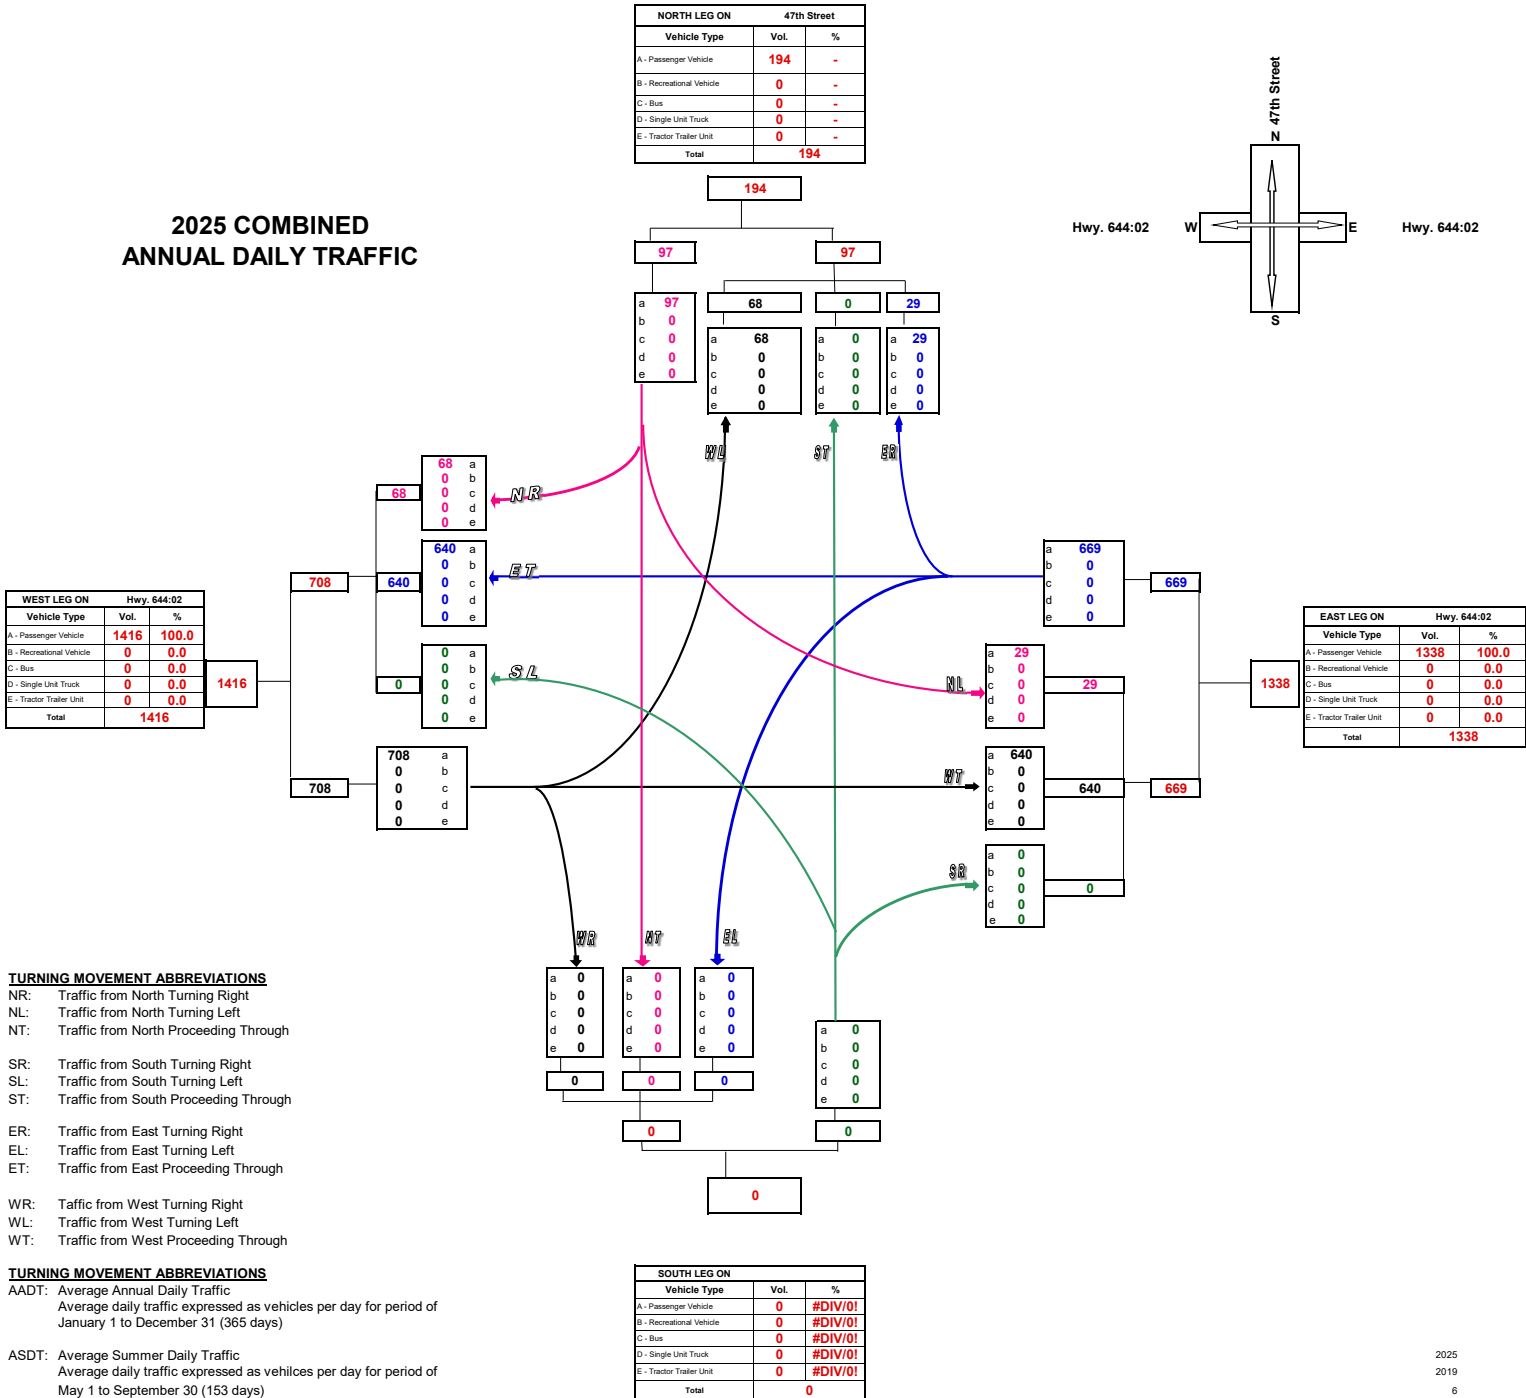 NORTH LEG ON 47th Street
Vehicle Type Vol. %
A - Passenger Vehicle 194 -
B - Recreational Vehicle 0 -
C - Bus 0 -
D - Single Unit Truck 0 -
E - Tractor Trailer Unit 0 -
Total 194
194
2025 COMBINED
ANNUAL DAILY TRAFFIC
47th Street
N
Hwy. 644:02 W E Hwy. 644:02
S
97 97
68 0 29
a 97
b 0
c 0
d 0
e 0
a 68
b 0
c 0
d 0
e 0
a 0
b 0
c 0
d 0
e 0
a 29
b 0
c 0
d 0
e 0
WL ST ER
68 a
0 b
68 0 c
0 d
0 e
NR
640 a
0 b
708 640 0 c
0 d
0 e
ET
0 a
0 b
0 0 c
0 d
0 e
SL
WEST LEG ON Hwy. 644:02
Vehicle Type Vol. %
A - Passenger Vehicle 1416 100.0
B - Recreational Vehicle 0 0.0
C - Bus 0 0.0
D - Single Unit Truck 0 0.0
E - Tractor Trailer Unit 0 0.0
Total 1416
1416
708 a
0 b
708 0 c
0 d
0 e
a 669
b 0
c 0 669
d 0
e 0
NL
a 29
b 0
c 0 29
d 0
e 0
WT
a 640
b 0
c 0 640 669
d 0
e 0
SR
a 0
b 0
c 0 0
d 0
e 0
1338
EAST LEG ON Hwy. 644:02
Vehicle Type Vol. %
A - Passenger Vehicle 1338 100.0
B - Recreational Vehicle 0 0.0
C - Bus 0 0.0
D - Single Unit Truck 0 0.0
E - Tractor Trailer Unit 0 0.0
Total 1338
WR NT EL
a 0
b 0
c 0
d 0
e 0
0
a 0
b 0
c 0
d 0
e 0
0
a 0
b 0
c 0
d 0
e 0
0
a 0
b 0
c 0
d 0
e 0
0 0
0
TURNING MOVEMENT ABBREVIATIONS
NR: Traffic from North Turning Right
NL: Traffic from North Turning Left
NT: Traffic from North Proceeding Through
SR: Traffic from South Turning Right
SL: Traffic from South Turning Left
ST: Traffic from South Proceeding Through
ER: Traffic from East Turning Right
EL: Traffic from East Turning Left
ET: Traffic from East Proceeding Through
WR: Taffic from West Turning Right
WL: Traffic from West Turning Left
WT: Traffic from West Proceeding Through
TURNING MOVEMENT ABBREVIATIONS
AADT: Average Annual Daily Traffic
Average daily traffic expressed as vehicles per day for period of
January 1 to December 31 (365 days)
ASDT: Average Summer Daily Traffic
Average daily traffic expressed as vehilces per day for period of
May 1 to September 30 (153 days)
SOUTH LEG ON
Vehicle Type Vol. %
A - Passenger Vehicle 0 #DIV/0!
B - Recreational Vehicle 0 #DIV/0!
C - Bus 0 #DIV/0!
D - Single Unit Truck 0 #DIV/0!
E - Tractor Trailer Unit 0 #DIV/0!
Total 0
2025
2019
6